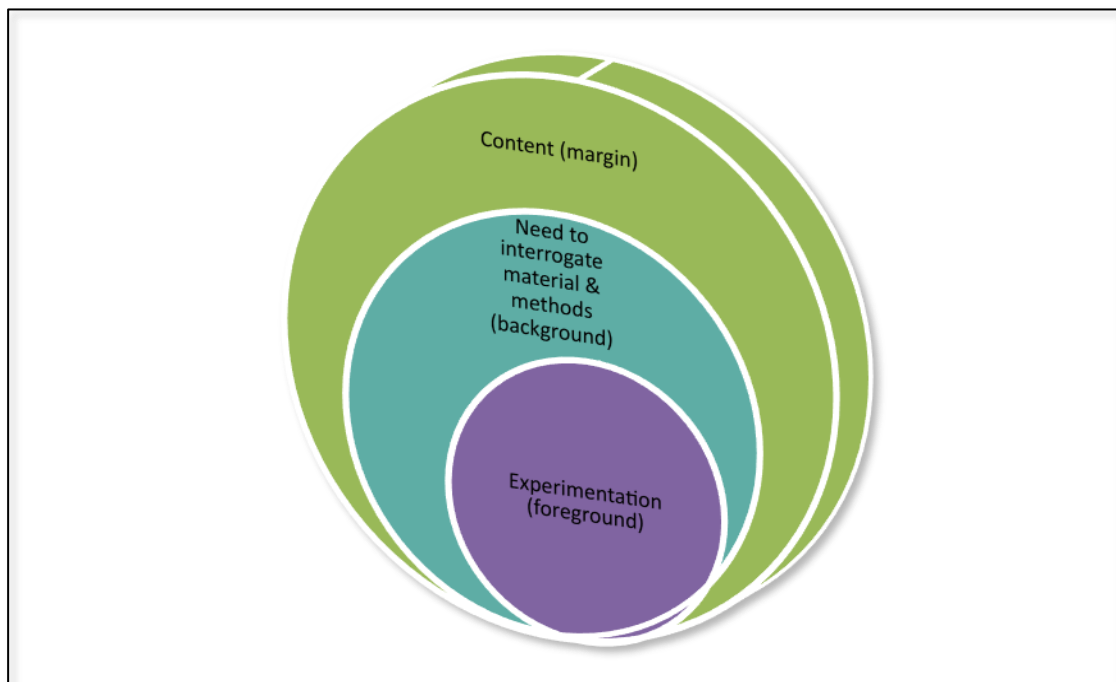 Content (margin)
Need to
interrogate
material &
methods
(background)
Experimentation
(foreground)